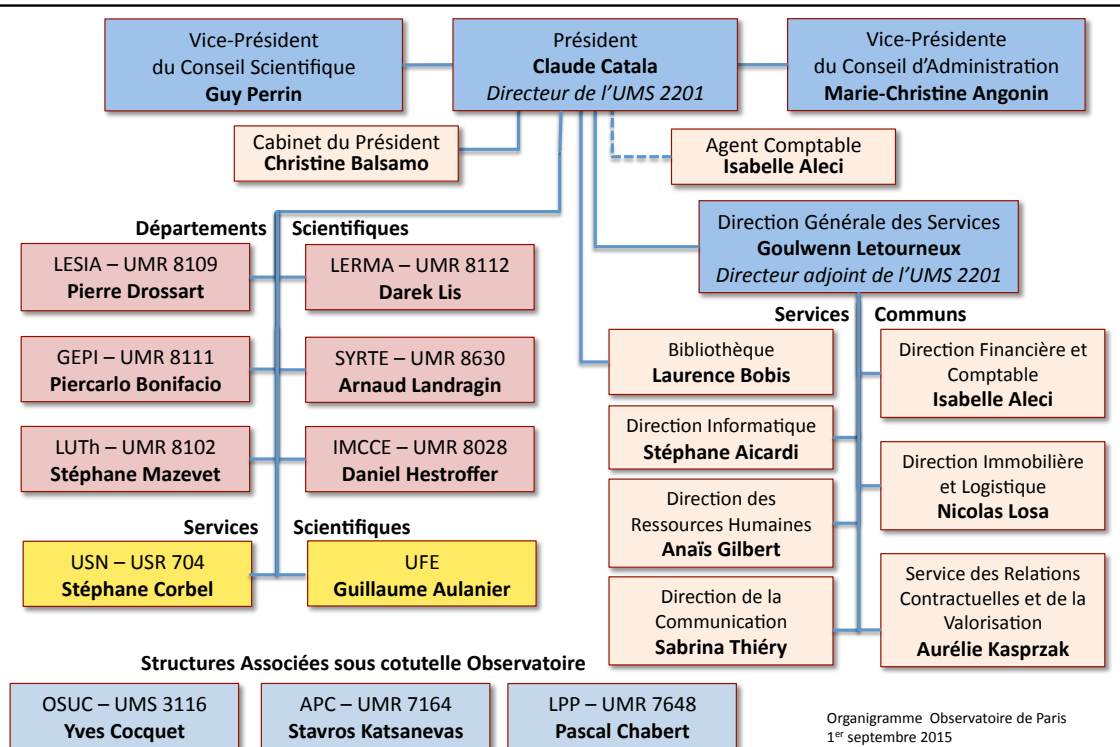 Vice-Président
du Conseil Scientifique
Guy Perrin
Président
Claude Catala
Directeur de l'UMS 2201
Vice-Présidente
du Conseil d'Administration
Marie-Christine Angonin
Cabinet du Président
Christine Balsamo
Agent Comptable
Isabelle Aleci
Départements Scientifiques
LESIA – UMR 8109
Pierre Drossart
LERMA – UMR 8112
Darek Lis
GEPI – UMR 8111
Piercarlo Bonifacio
SYRTE – UMR 8630
Arnaud Landragin
LUTh – UMR 8102
Stéphane Mazevet
IMCCE – UMR 8028
Daniel Hestroffer
Services Scientifiques
USN – USR 704
Stéphane Corbel
UFE
Guillaume Aulanier
Direction Générale des Services
Goulwenn Letourneux
Directeur adjoint de l'UMS 2201
Services Communs
Bibliothèque
Laurence Bobis
Direction Financière et
Comptable
Isabelle Aleci
Direction Informatique
Stéphane Aicardi
Direction Immobilière
et Logistique
Nicolas Losa
Direction des
Ressources Humaines
Anaïs Gilbert
Service des Relations
Contractuelles et de la
Valorisation
Aurélie Kasprzak
Direction de la
Communication
Sabrina Thiéry
Structures Associées sous cotutelle Observatoire
OSUC – UMS 3116
Yves Cocquet
APC – UMR 7164
Stavros Katsanevas
LPP – UMR 7648
Pascal Chabert
Organigramme Observatoire de Paris
1er septembre 2015